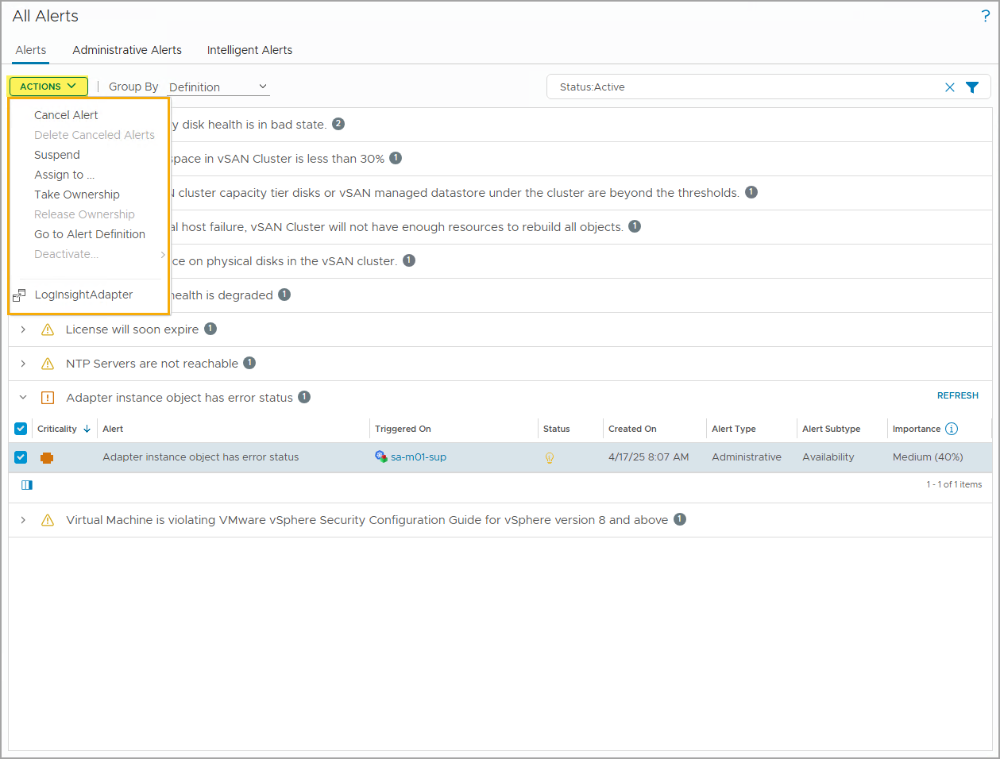 All Alerts
?
Alerts Administrative Alerts Intelligent Alerts
ACTIONS | Group By Definition Status:Active
Cancel Alert
Delete Canceled Alerts
Suspend
Assign to ...
Take Ownership
Release Ownership
Go to Alert Definition
Deactivate...
LogInsightAdapter
y disk health is in bad state. 2
space in vSAN Cluster is less than 30% 1
cluster capacity tier disks or vSAN managed datastore under the cluster are beyond the thresholds. 1
al host failure, vSAN Cluster will not have enough resources to rebuild all objects. 1
ce on physical disks in the vSAN cluster. 1
health is degraded 1
License will soon expire 1
NTP Servers are not reachable 1
Adapter instance object has error status 1 REFRESH
Criticality Alert Triggered On Status Created On Alert Type Alert Subtype Importance
Adapter instance object has error status sa-m01-sup 4/17/25 8:07 AM Administrative Availability Medium (40%)
1 - 1 of 1 items
Virtual Machine is violating VMware vSphere Security Configuration Guide for vSphere version 8 and above 1